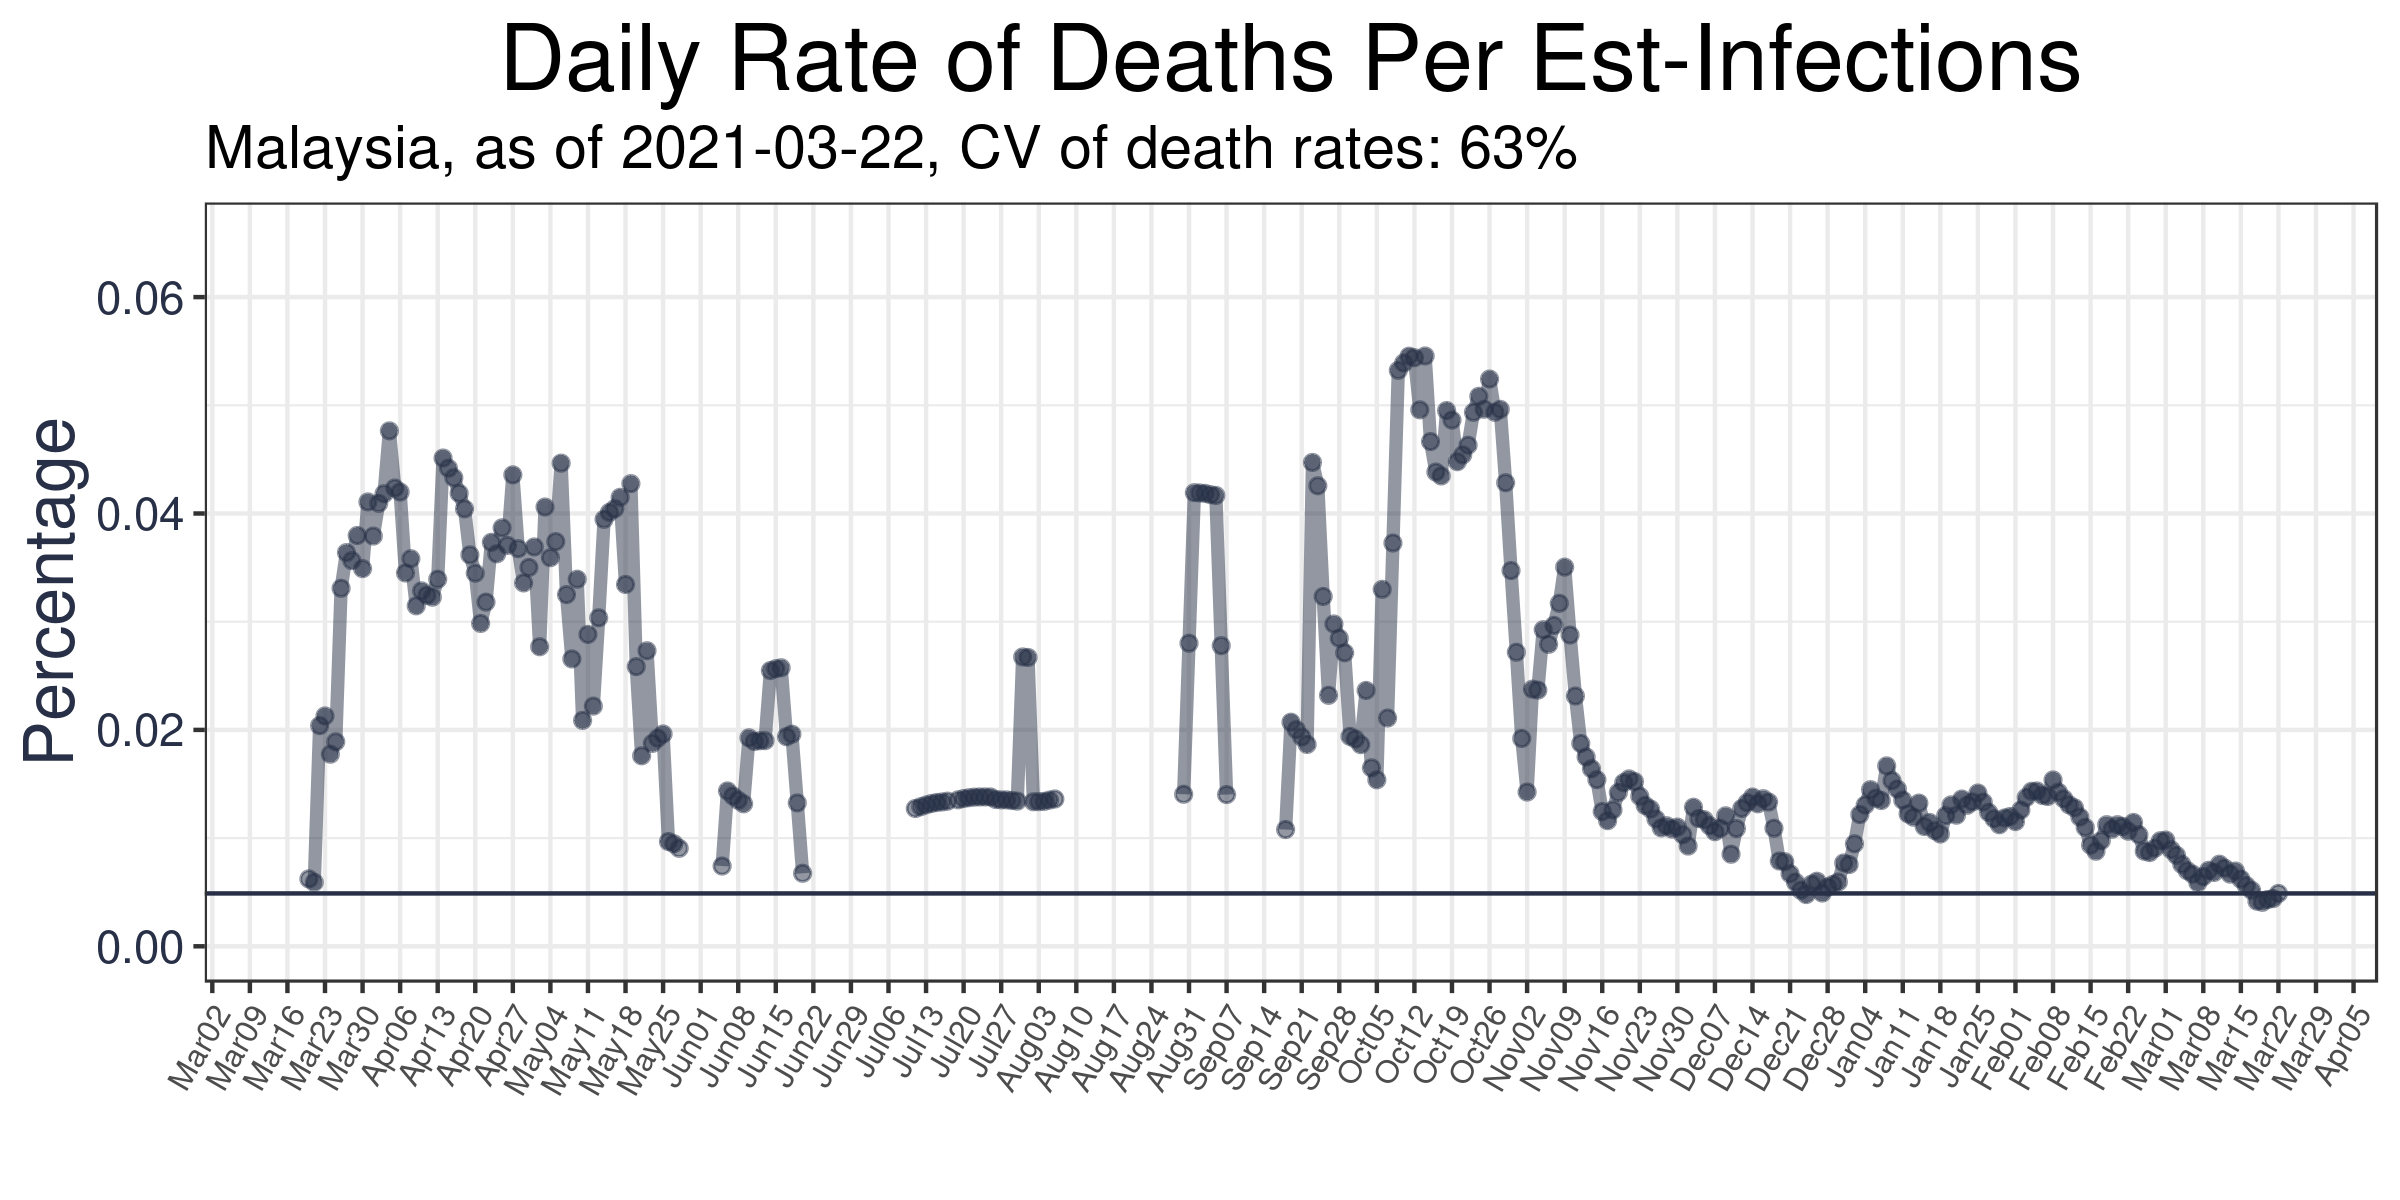 Daily Rate of Deaths Per Est-Infections
Malaysia, as of 2021-03-22, CV of death rates: 63%
Percentage
0.06
0.04
0.02
0.00
Mar02
Mar09
Mar16
Mar23
Mar30
Apr06
Apr13
Apr20
Apr27
May04
May11
May18
May25
Jun01
Jun08
Jun15
Jun22
Jun29
Jul06
Jul13
Jul20
Jul27
Aug03
Aug10
Aug17
Aug24
Aug31
Sep07
Sep14
Sep21
Sep28
Oct05
Oct12
Oct19
Oct26
Nov02
Nov09
Nov16
Nov23
Nov30
Dec07
Dec14
Dec21
Dec28
Jan04
Jan11
Jan18
Jan25
Feb01
Feb08
Feb15
Feb22
Mar01
Mar08
Mar15
Mar22
Mar29
Apr05